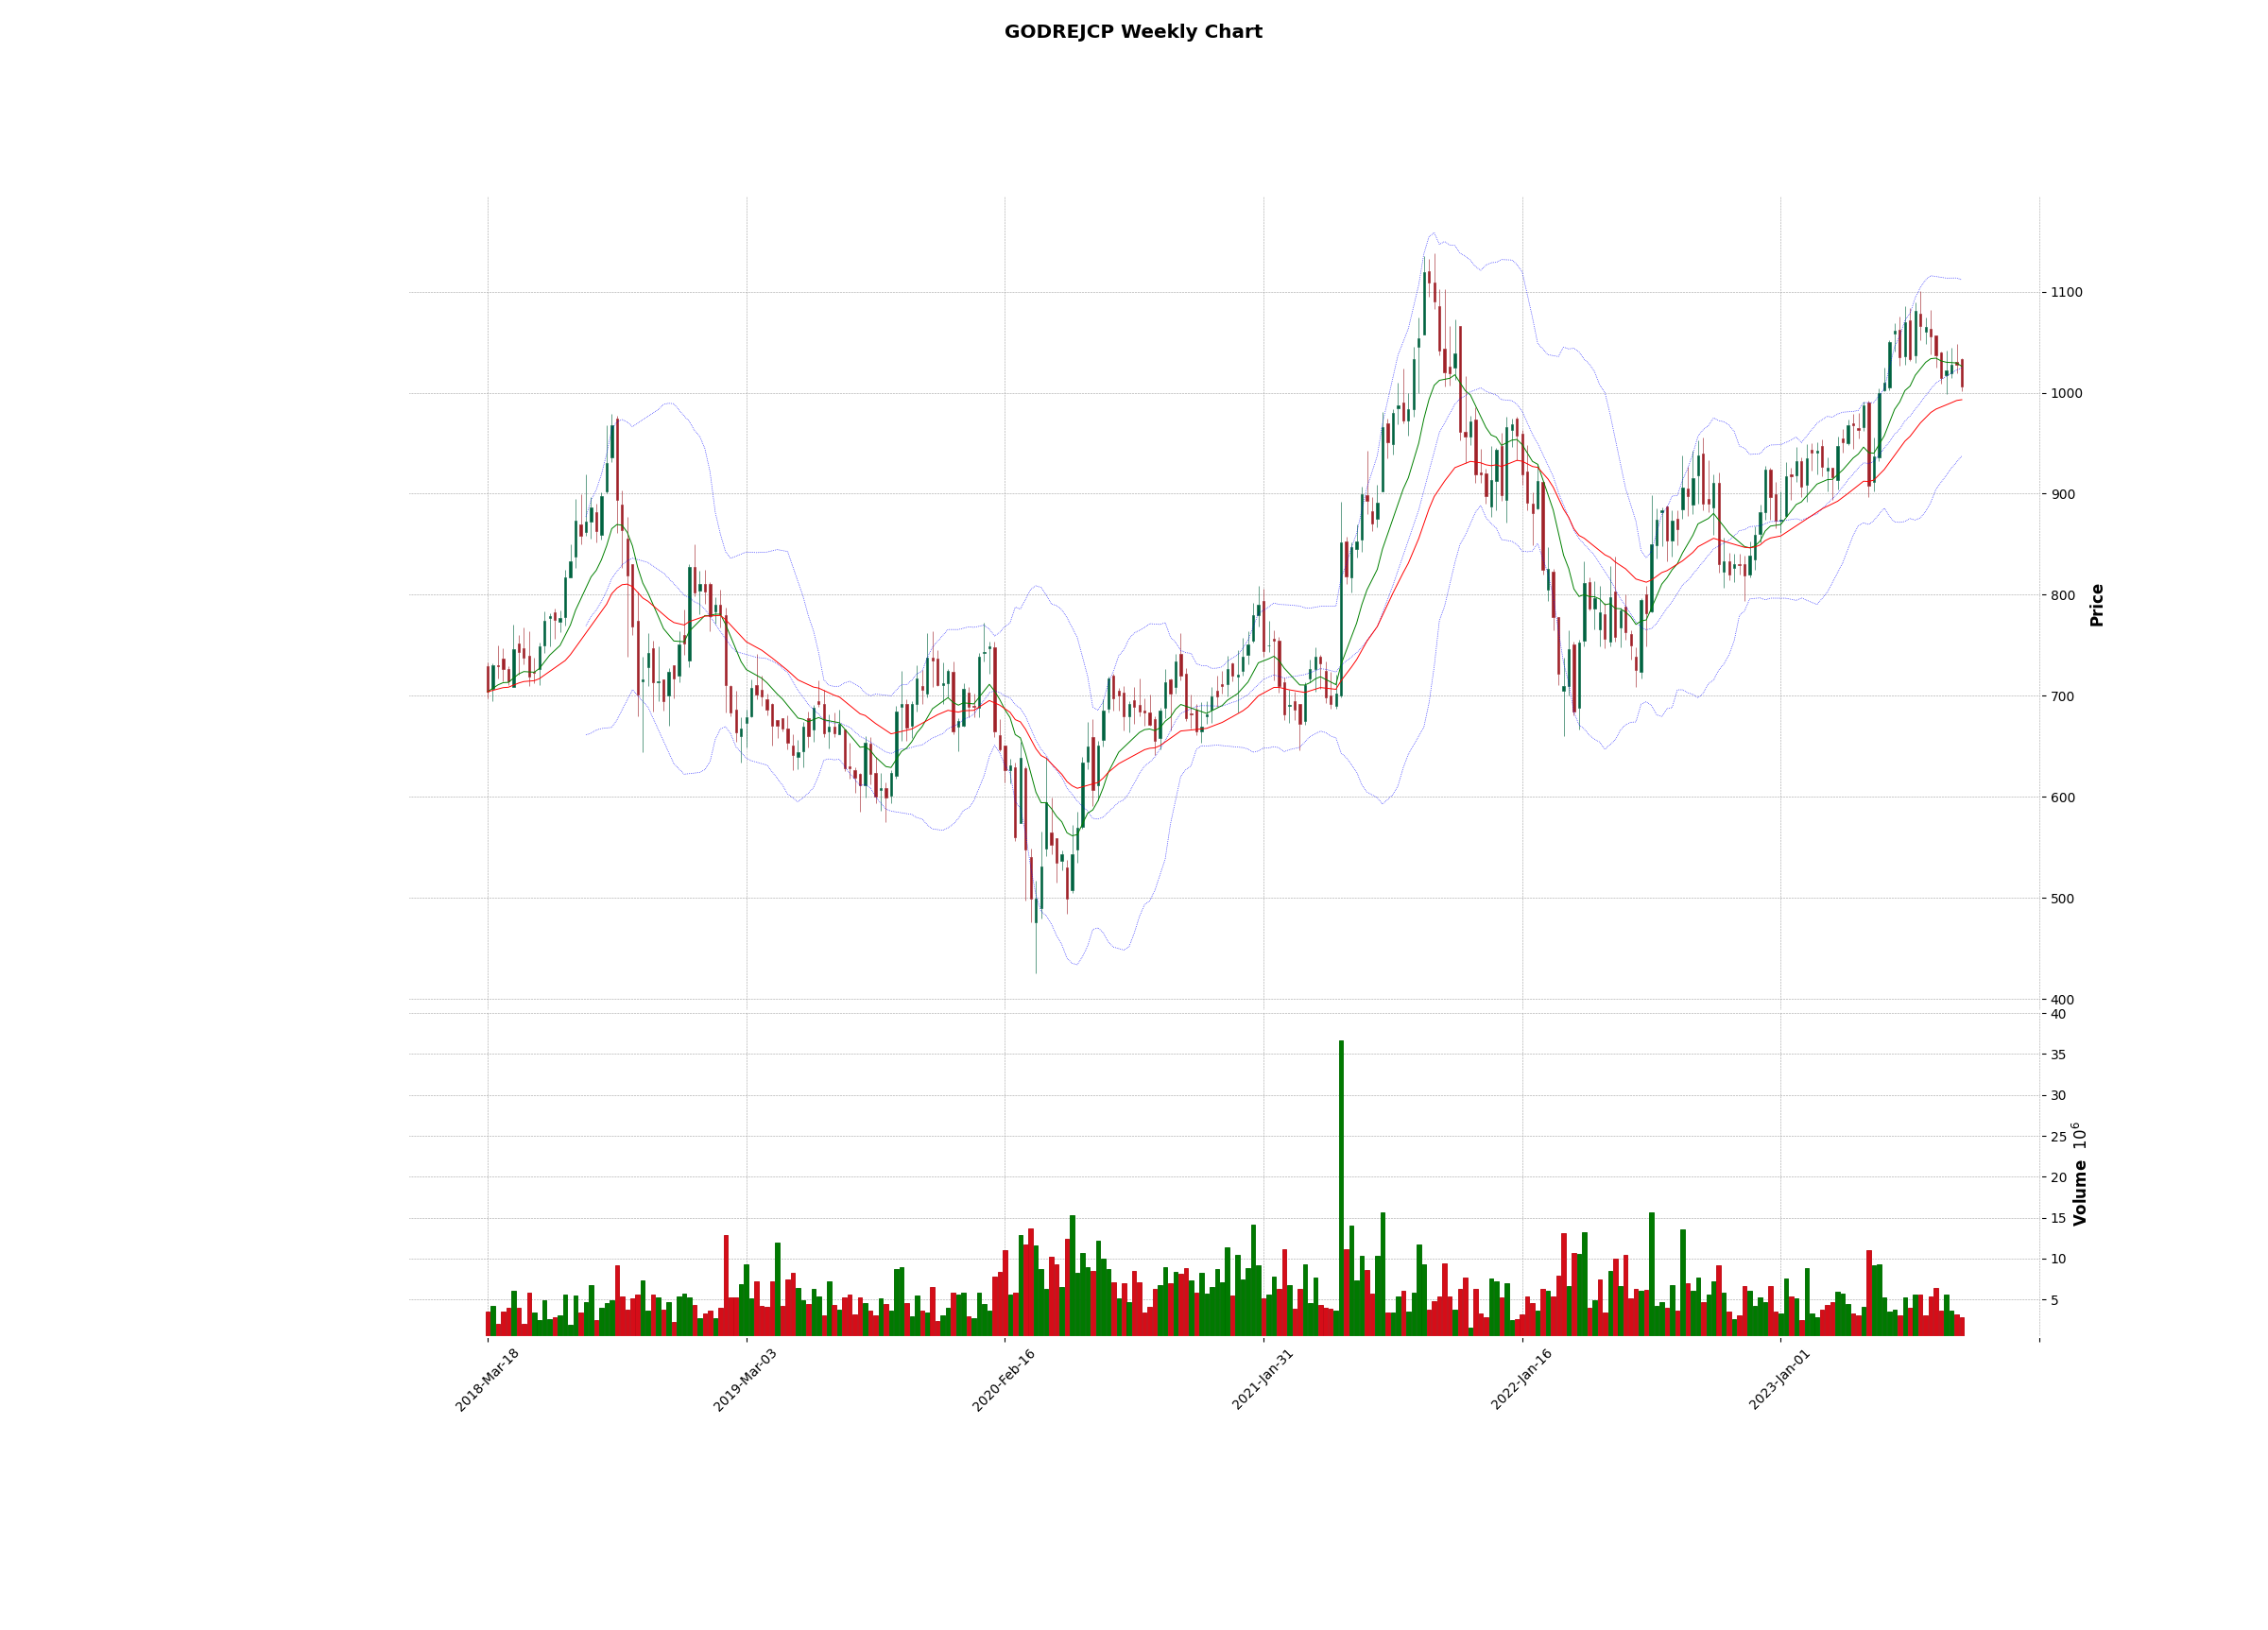 GODREJCP Weekly Chart
1100
1000
900
800
700
600
500
400
Price
40
35
30
25
20
15
10
5
Volume 10^6
2018-Mar-18
2019-Mar-03
2020-Feb-16
2021-Jan-31
2022-Jan-16
2023-Jan-01